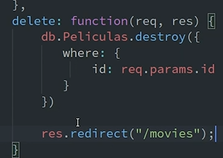 },
delete: function(req, res) {
db.Peliculas.destroy({
where: {
id: req.params.id
}
})
res.redirect("/movies");
}